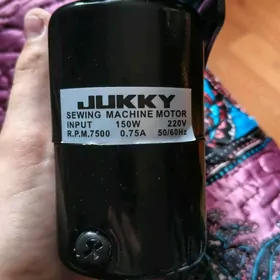 JUKKY
SEWING MACHINE MOTOR
INPUT 150W 220V
R.P.M.7500 0.75A 50/60Hz